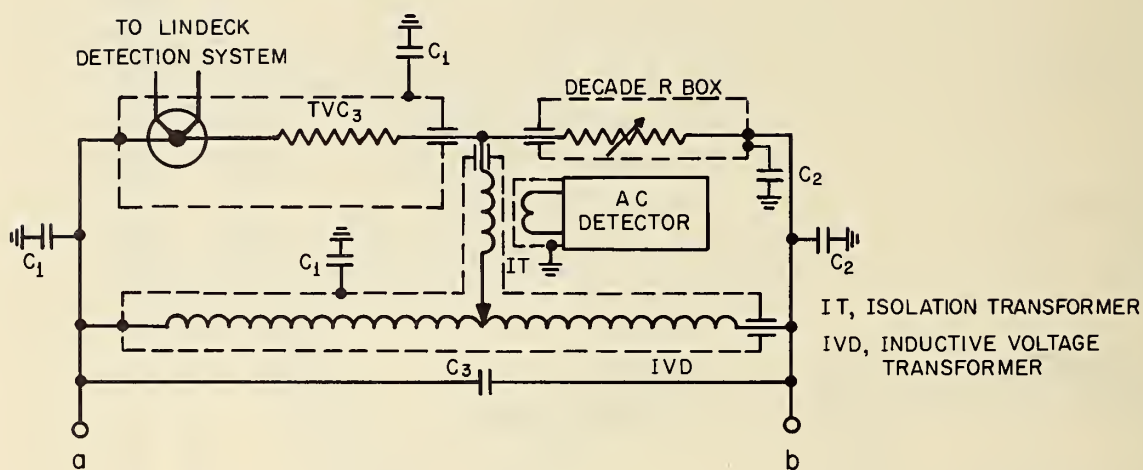 TO LINDECK
DETECTION SYSTEM
C1
TVC3
DECADE R BOX
C2
AC
DETECTOR
C1
C1
IT
C2
IT, ISOLATION TRANSFORMER
IVD, INDUCTIVE VOLTAGE
TRANSFORMER
C3
IVD
a
b